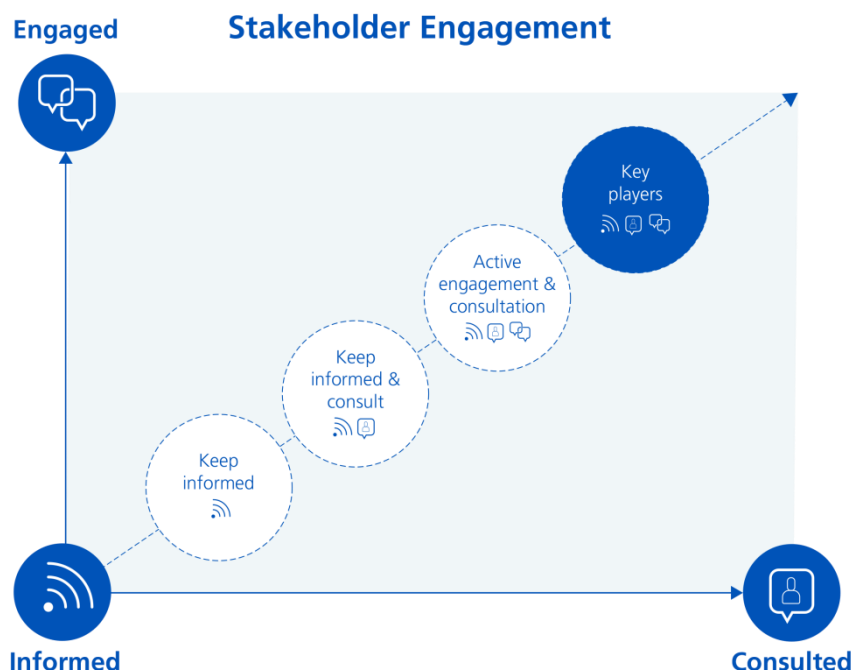 Stakeholder Engagement
Engaged
Key
players
Active
engagement &
consultation
Keep
informed &
consult
Keep
informed
Informed
Consulted